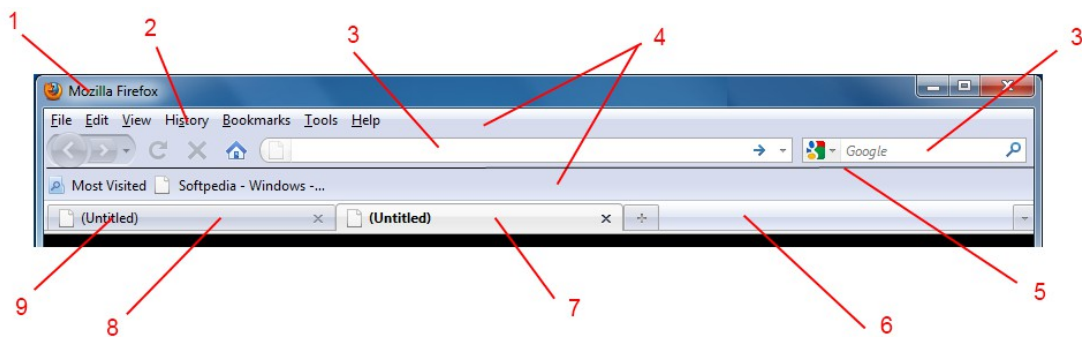 1 2 3 4 3
Mozilla Firefox
File Edit View History Bookmarks Tools Help
Google
Most Visited Softpedia - Windows -...
(Untitled) (Untitled)
9 8 7 6 5